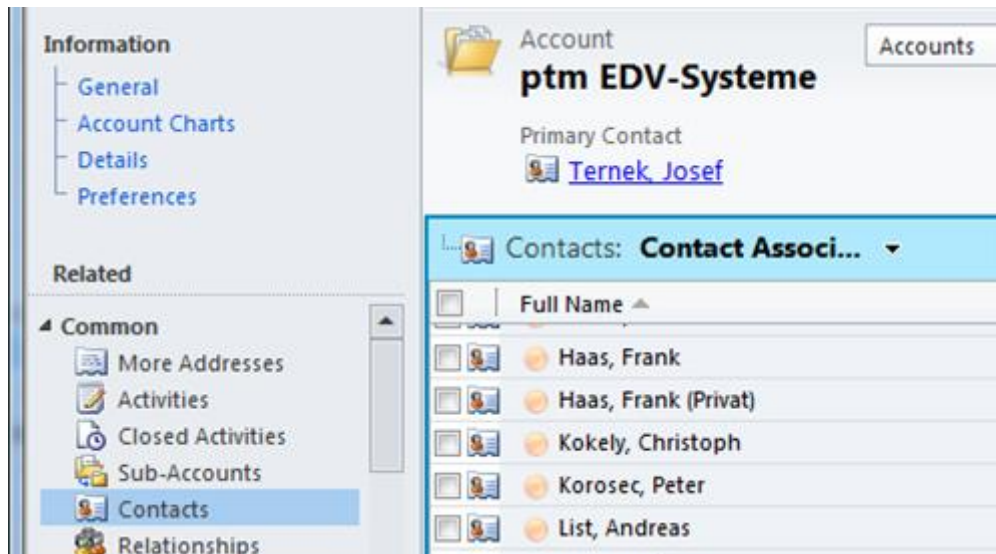 Information
General
Account Charts
Details
Preferences
Related
Common
More Addresses
Activities
Closed Activities
Sub-Accounts
Contacts
Relationships
Account
ptm EDV-Systeme
Accounts
Primary Contact
Ternek, Josef
Contacts: Contact Associ...
Full Name
Haas, Frank
Haas, Frank (Privat)
Kokely, Christoph
Korosec, Peter
List, Andreas